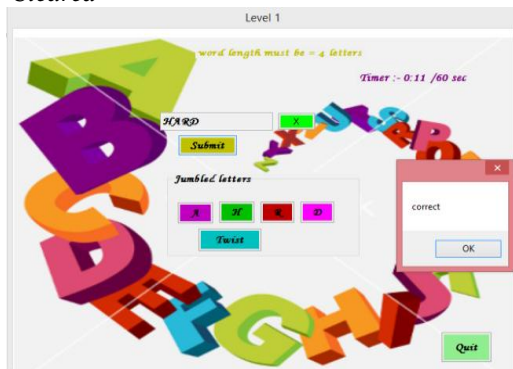 Cleared
Level 1
word length must be = 4 letters
Timer :- 0:11 /60 sec
HARD X
Submit
Jumbled letters
A H R D
Twist
correct
OK
Quit